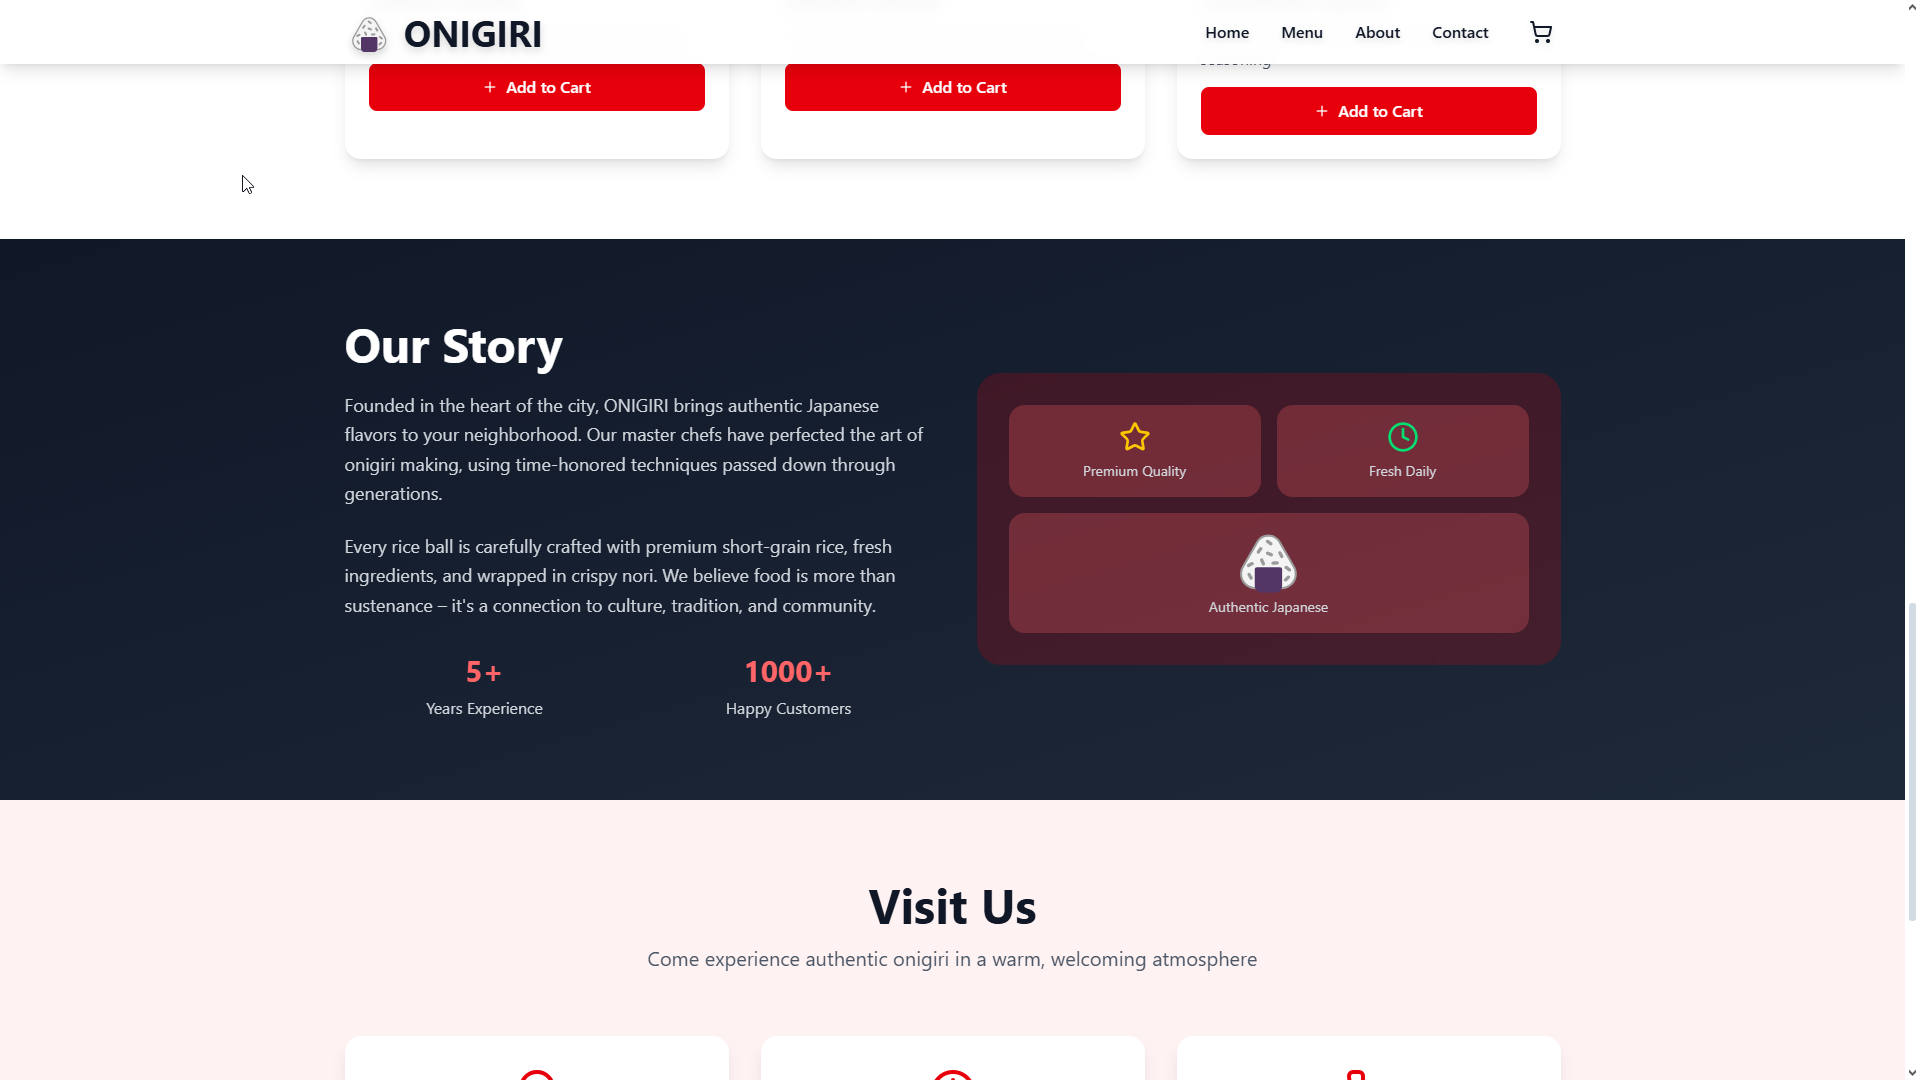 ONIGIRI
Home Menu About Contact
seasoning
+ Add to Cart
+ Add to Cart
+ Add to Cart
Our Story
Founded in the heart of the city, ONIGIRI brings authentic Japanese
flavors to your neighborhood. Our master chefs have perfected the art of
onigiri making, using time-honored techniques passed down through
generations.
Every rice ball is carefully crafted with premium short-grain rice, fresh
ingredients, and wrapped in crispy nori. We believe food is more than
sustenance – it's a connection to culture, tradition, and community.
5+
Years Experience
1000+
Happy Customers
Premium Quality
Fresh Daily
Authentic Japanese
Visit Us
Come experience authentic onigiri in a warm, welcoming atmosphere